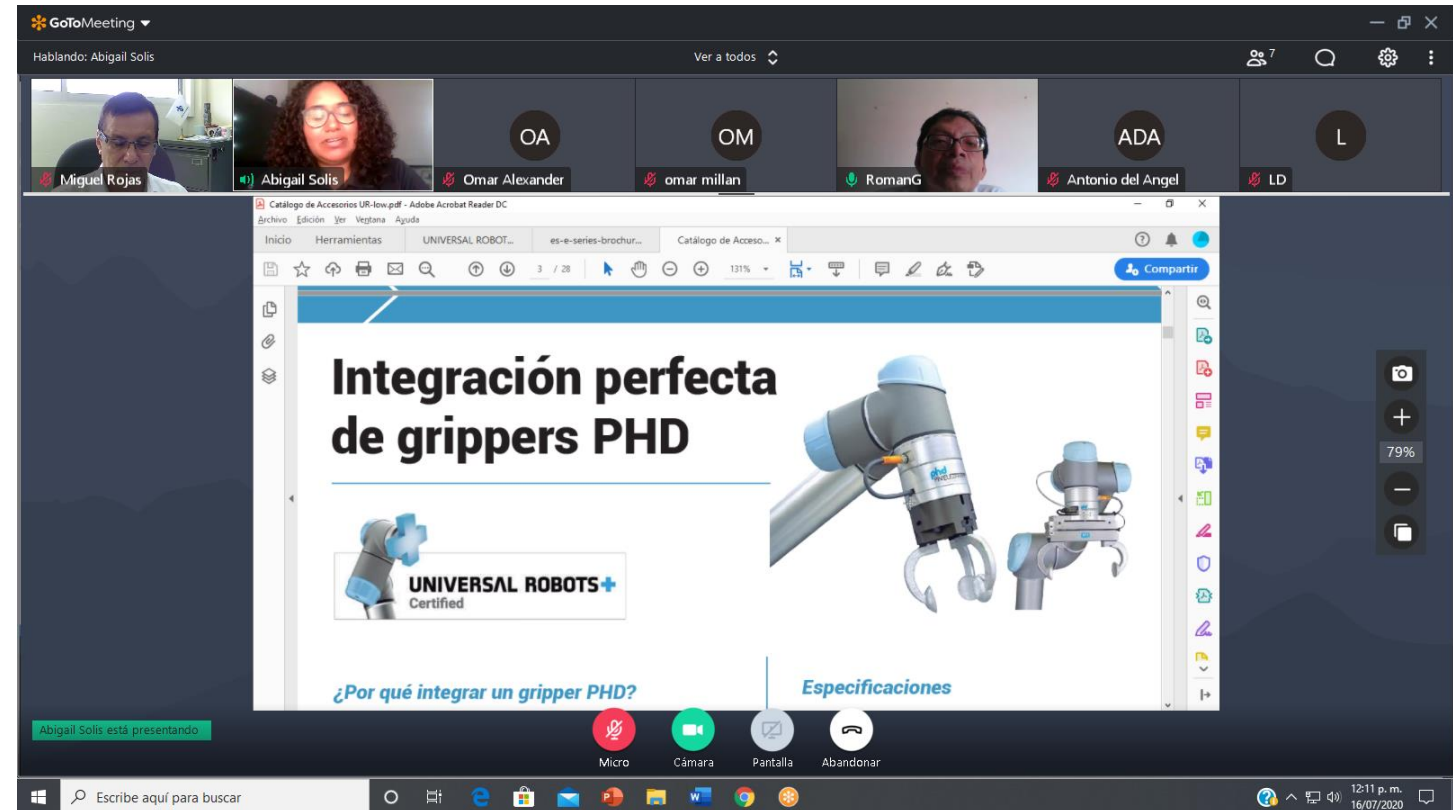 GoToMeeting
Hablando: Abigail Solis
Ver a todos
7
OA
OM
ADA
L
Miguel Rojas
Abigail Solis
Omar Alexander
omar millan
RomanG
Antonio del Angel
LD
Catálogo de Accesorios UR-low.pdf - Adobe Acrobat Reader DC
Archivo Edición Ver Ventana Ayuda
Inicio Herramientas UNIVERSAL ROBOT... es-e-series-brochur... Catálogo de Acceso... ×
3 / 28 131% Compartir
Integración perfecta
de grippers PHD
phd
UNIVERSAL ROBOTS+
Certified
¿Por qué integrar un gripper PHD?
Especificaciones
79%
Abigail Solis está presentando
Micro Cámara Pantalla Abandonar
Escribe aquí para buscar
12:11 p. m.
16/07/2020